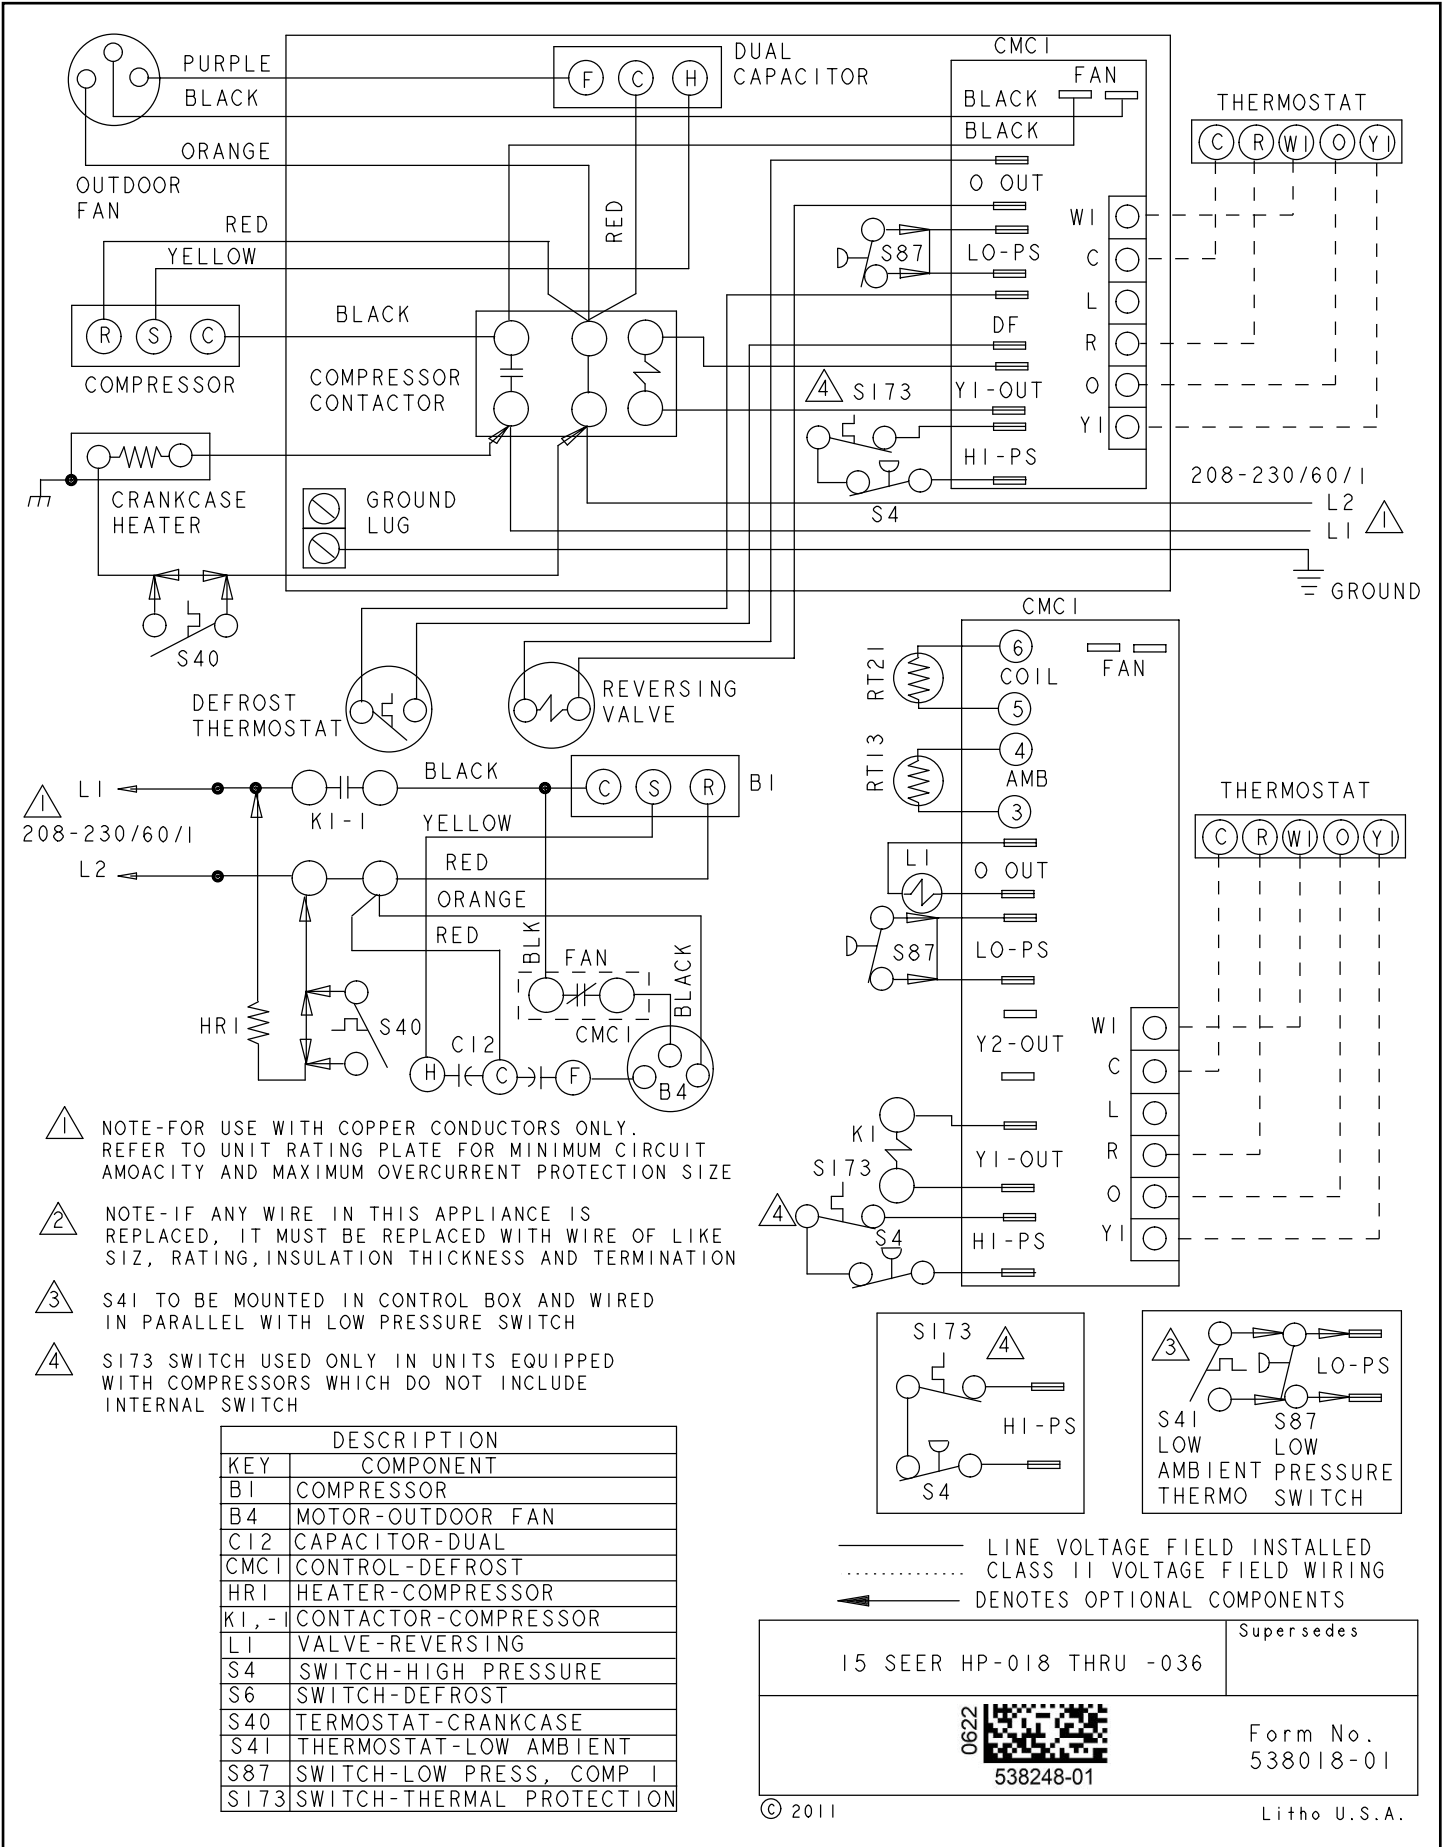 PURPLE
BLACK
ORANGE
OUTDOOR
FAN
RED
YELLOW
RED
F C H
DUAL
CAPACITOR
CMC1
FAN
BLACK
BLACK
THERMOSTAT
C R W1 O Y1
O OUT
S87
LO-PS
DF
Y1-OUT
4 S173
HI-PS
S4
W1
C
L
R
O
Y1
R S C
BLACK
COMPRESSOR
COMPRESSOR
CONTACTOR
CRANKCASE
HEATER
GROUND
LUG
208-230/60/1
L2
L1 1
GROUND
S40
DEFROST
THERMOSTAT
REVERSING
VALVE
L1
1
208-230/60/1
L2
K1-1
BLACK
C S R
B1
YELLOW
RED
ORANGE
RED
BLK
FAN
BLACK
CMC1
HR1
S40
C12
H C F
B4
CMC1
6
COIL
5
RT21
4
AMB
3
RT13
FAN
L1
O OUT
S87
LO-PS
Y2-OUT
K1
Y1-OUT
S173
4
S4
HI-PS
THERMOSTAT
C R W1 O Y1
W1
C
L
R
O
Y1
1 NOTE-FOR USE WITH COPPER CONDUCTORS ONLY.
REFER TO UNIT RATING PLATE FOR MINIMUM CIRCUIT
AMOACITY AND MAXIMUM OVERCURRENT PROTECTION SIZE
2 NOTE-IF ANY WIRE IN THIS APPLIANCE IS
REPLACED, IT MUST BE REPLACED WITH WIRE OF LIKE
SIZ, RATING,INSULATION THICKNESS AND TERMINATION
3 S41 TO BE MOUNTED IN CONTROL BOX AND WIRED
IN PARALLEL WITH LOW PRESSURE SWITCH
4 S173 SWITCH USED ONLY IN UNITS EQUIPPED
WITH COMPRESSORS WHICH DO NOT INCLUDE
INTERNAL SWITCH
DESCRIPTION
KEY COMPONENT
B1 COMPRESSOR
B4 MOTOR-OUTDOOR FAN
C12 CAPACITOR-DUAL
CMC1 CONTROL-DEFROST
HR1 HEATER-COMPRESSOR
K1,-1 CONTACTOR-COMPRESSOR
L1 VALVE-REVERSING
S4 SWITCH-HIGH PRESSURE
S6 SWITCH-DEFROST
S40 TERMOSTAT-CRANKCASE
S41 THERMOSTAT-LOW AMBIENT
S87 SWITCH-LOW PRESS, COMP 1
S173 SWITCH-THERMAL PROTECTION
S173 4
HI-PS
S4
3
LO-PS
S41
LOW
AMBIENT
THERMO
S87
LOW
PRESSURE
SWITCH
LINE VOLTAGE FIELD INSTALLED
CLASS II VOLTAGE FIELD WIRING
DENOTES OPTIONAL COMPONENTS
15 SEER HP-018 THRU -036
Supersedes
0622
538248-01
Form No.
538018-01
© 2011
Litho U.S.A.